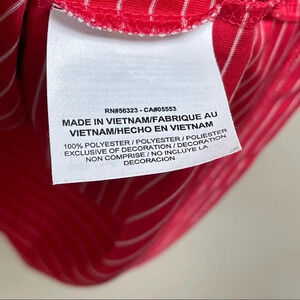 RN#56323 - CA#05553
MADE IN VIETNAM/FABRIQUE AU
VIETNAM/HECHO EN VIETNAM
100% POLYESTER / POLYESTER / POLIESTER
EXCLUSIVE OF DECORATION / DECORATION
NON COMPRISE / NO INCLUYE LA
DECORACION